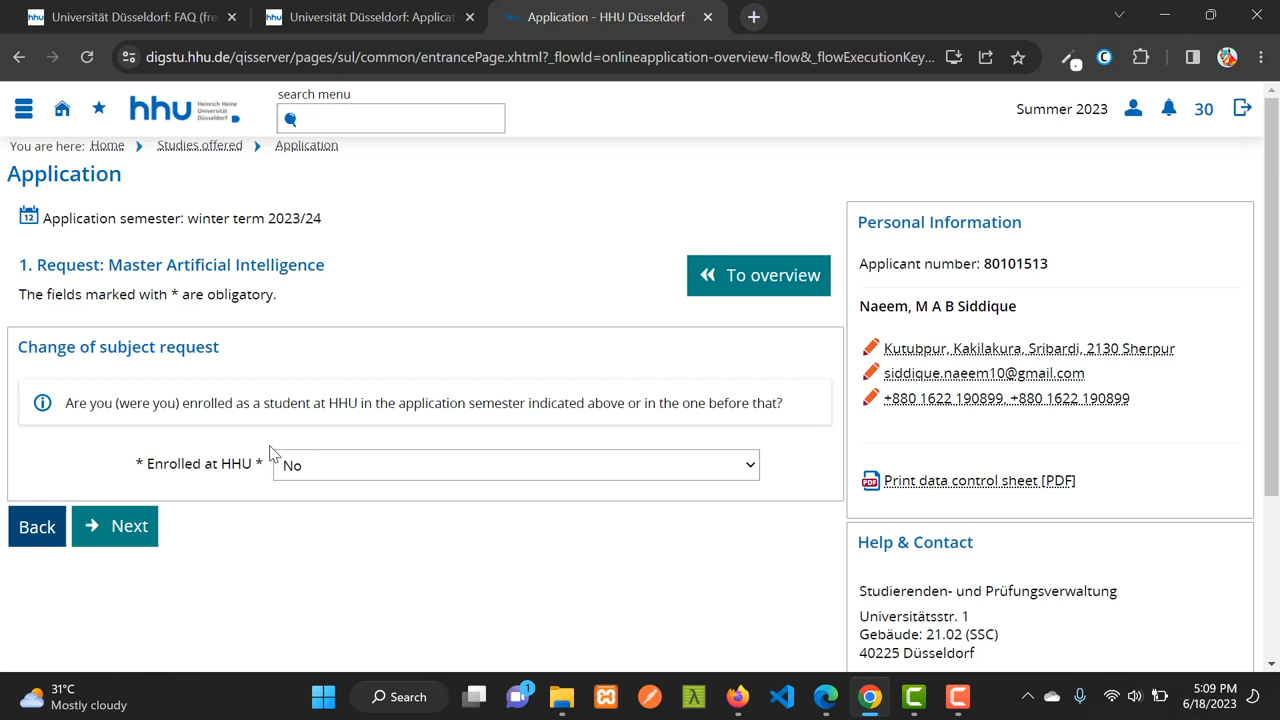 Universität Düsseldorf: FAQ (fre
Universität Düsseldorf: Applicat
Application - HHU Düsseldorf
digstu.hhu.de/qisserver/pages/sul/common/entrancePage.xhtml?_flowId=onlineapplication-overview-flow&_flowExecutionKey...
hhu Heinrich Heine Universität Düsseldorf
search menu
Summer 2023
30
You are here: Home Studies offered Application
Application
12 Application semester: winter term 2023/24
1. Request: Master Artificial Intelligence
To overview
The fields marked with * are obligatory.
Change of subject request
Are you (were you) enrolled as a student at HHU in the application semester indicated above or in the one before that?
* Enrolled at HHU * No
Back
Next
Personal Information
Applicant number: 80101513
Naeem, M A B Siddique
Kutubpur, Kakilakura, Sribardi, 2130 Sherpur
siddique.naeem10@gmail.com
+880 1622 190899, +880 1622 190899
PDF Print data control sheet [PDF]
Help & Contact
Studierenden- und Prüfungsverwaltung
Universitätsstr. 1
Gebäude: 21.02 (SSC)
40225 Düsseldorf
31°C
Mostly cloudy
Search
1
5:09 PM
6/18/2023